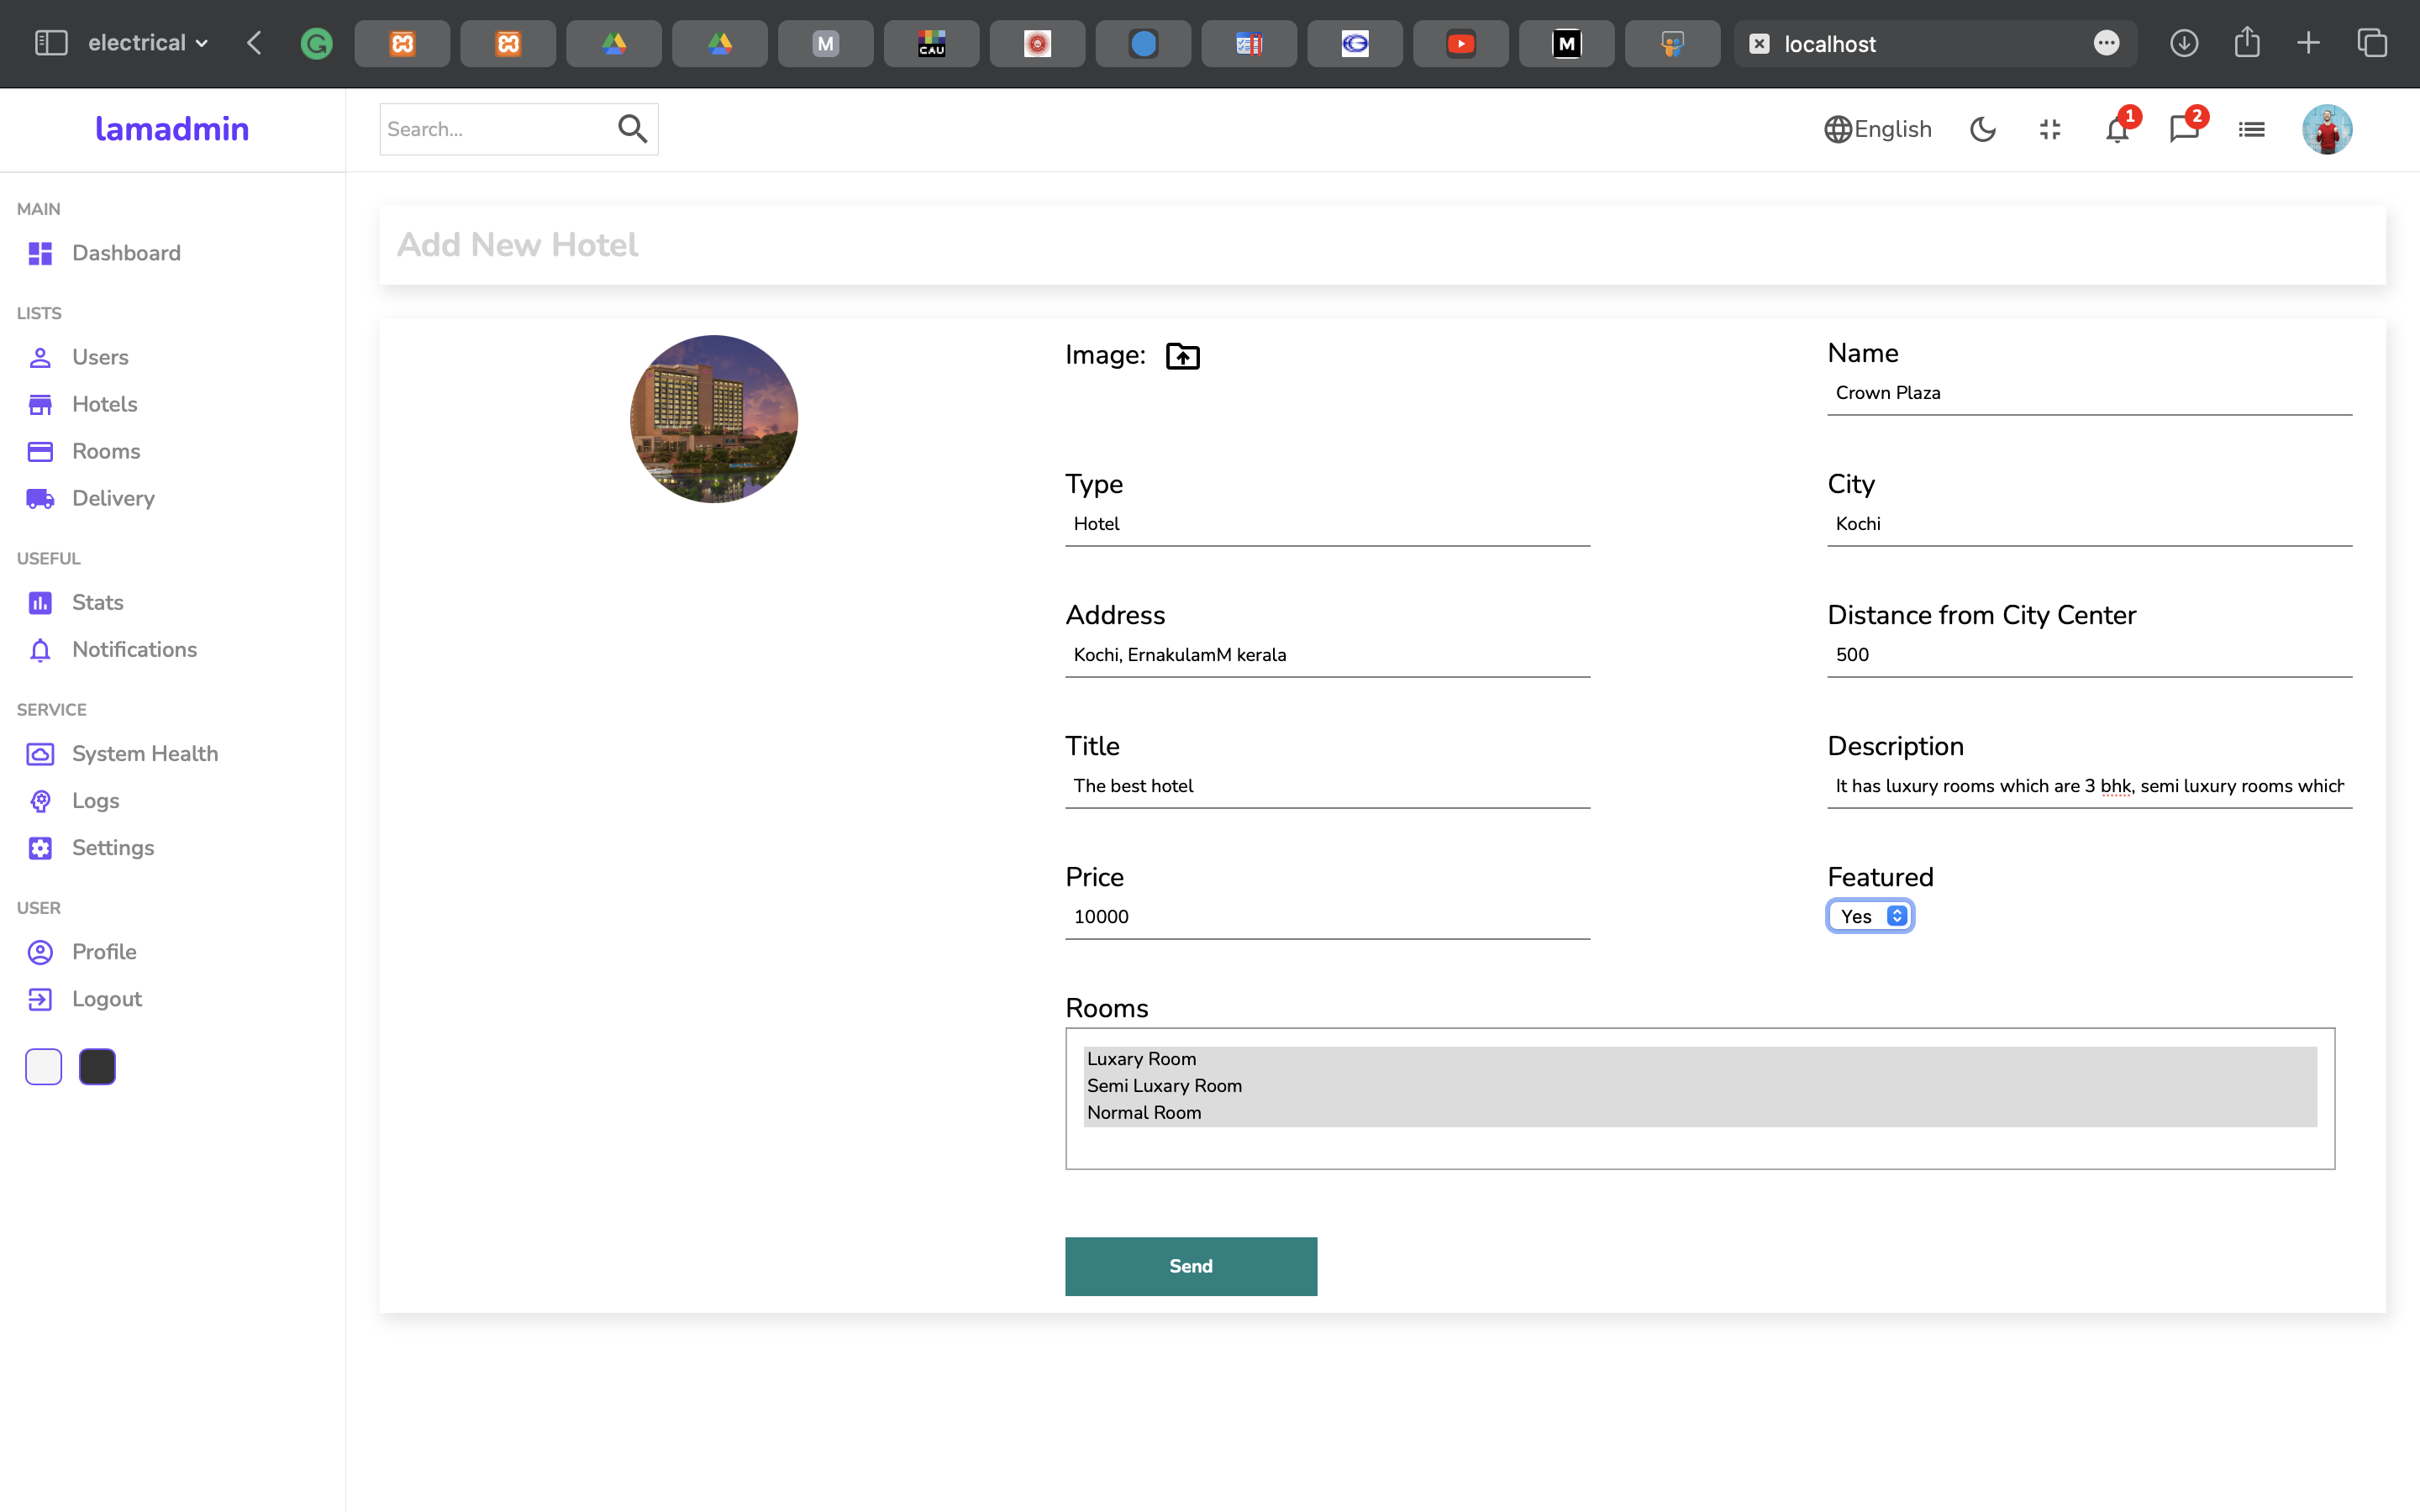 electrical
M
CAU
M
localhost
lamadmin
Search...
English
1
2
MAIN
Dashboard
LISTS
Users
Hotels
Rooms
Delivery
USEFUL
Stats
Notifications
SERVICE
System Health
Logs
Settings
USER
Profile
Logout
Add New Hotel
Image:
Name
Crown Plaza
Type
City
Hotel
Kochi
Address
Distance from City Center
Kochi, ErnakulamM kerala
500
Title
Description
The best hotel
It has luxury rooms which are 3 bhk, semi luxury rooms which
Price
Featured
10000
Yes
Rooms
Luxary Room
Semi Luxary Room
Normal Room
Send